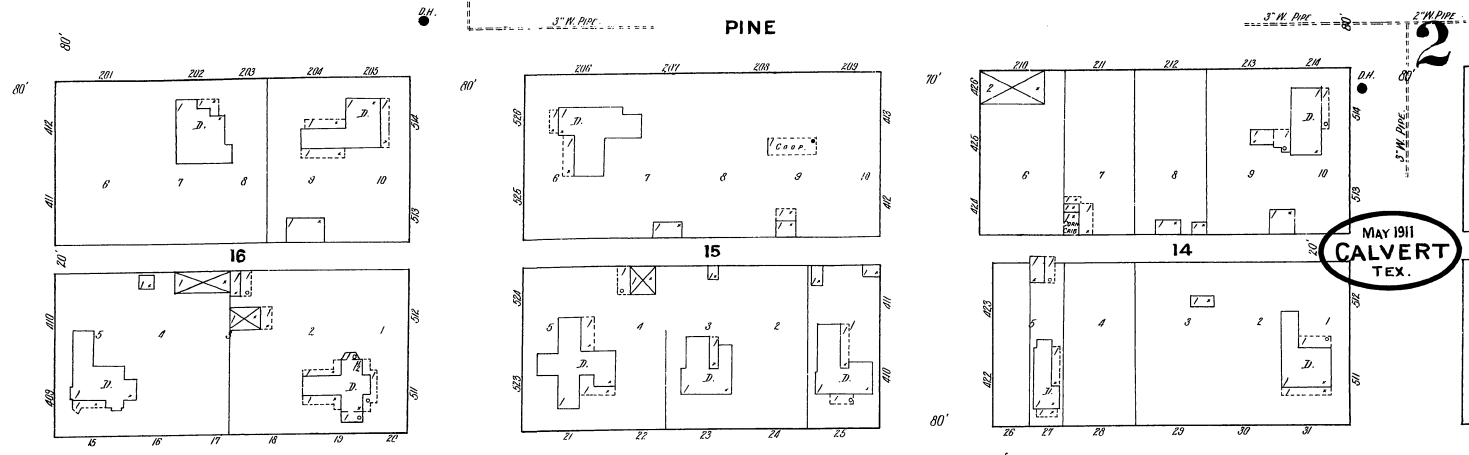 D.H.
3" W. PIPE
PINE
3" W. PIPE
80'
2" W. PIPE
2
80'
80'
201 202 203 204 205
80'
206 207 208 209
70'
210 211 212 213 214
D.H.
80'
412
D.
D.
514
526
D.
COOP.
413
426
2
425
D.
514
3" W. PIPE
6 7 8 9 10
6 7 8 9 10
6 7 8 9 10
411
513
525
412
424
CORN CRIB
513
20'
16
15
14
20'
MAY 1911
CALVERT
TEX.
410
5 4 3 2 1
512
524
5 4 3 2 1
411
423
5 4 3 2 1
512
409
D.
D.
511
523
D.
D.
D.
410
422
D.
D.
511
15 16 17 18 19 20
21 22 23 24 25
80'
26 27 28 29 30 31